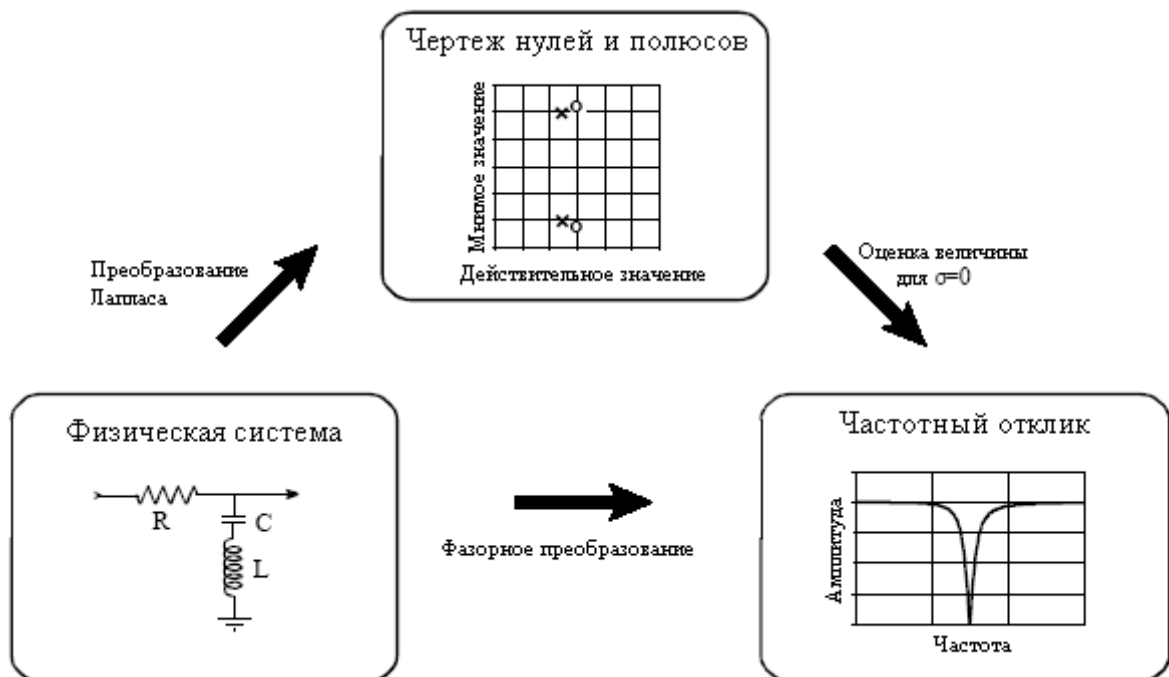 Чертеж нулей и полюсов
Мнимое значение
Действительное значение
Преобразование
Лапласа
Оценка величины
для σ=0
Физическая система
R
C
L
Фазорное преобразование
Частотный отклик
Амплитуда
Частота